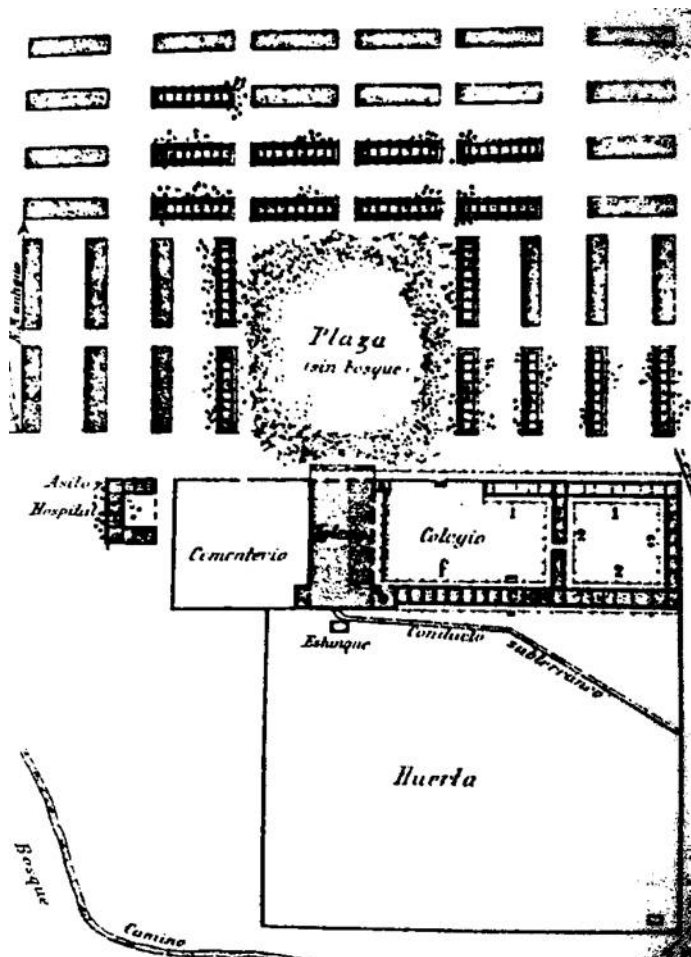 Plaza
(sin bosque)
Asilo
Hospital
Cementerio
Colegio
Estanque
Conducto
subterraneo
Huerta
Bosque
Camino